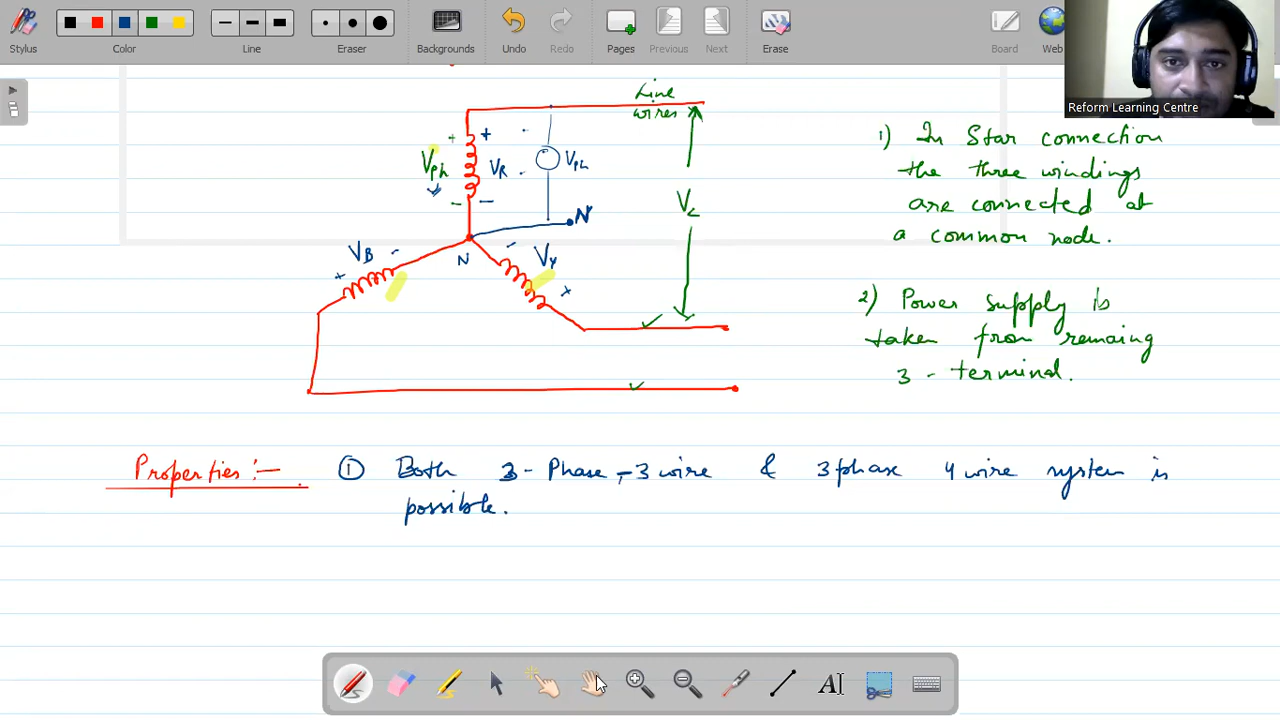 Stylus
Color
Line
Eraser
Backgrounds
Undo
Redo
Pages
Previous
Next
Erase
Board
Web
Reform Learning Centre
Line
wires
+
+
Vph
VR
Vph
-
-
VL
N
VB
-
N
-
VY
+
+
1) In Star connection
the three windings
are connected at
a common node.
2) Power supply is
taken from remaing
3 - terminal.
Properties :-
① Both 3 - Phase - 3 wire & 3 phase 4 wire system is
possible.